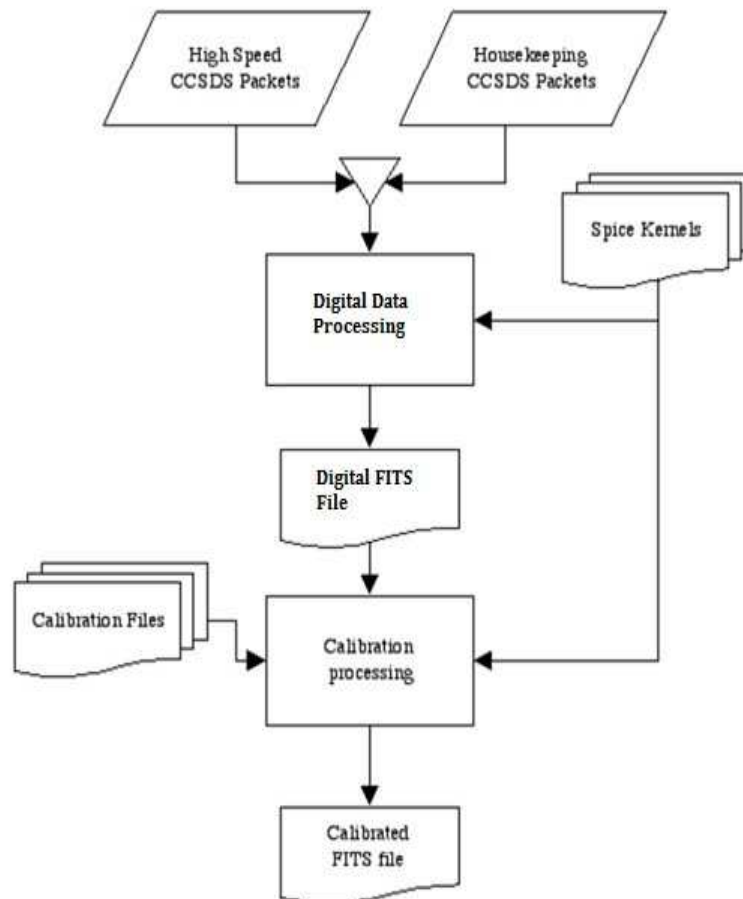 High Speed
CCSDS Packets
Housekeeping
CCSDS Packets
Spice Kernels
Digital Data
Processing
Digital FITS
File
Calibration Files
Calibration
processing
Calibrated
FITS file